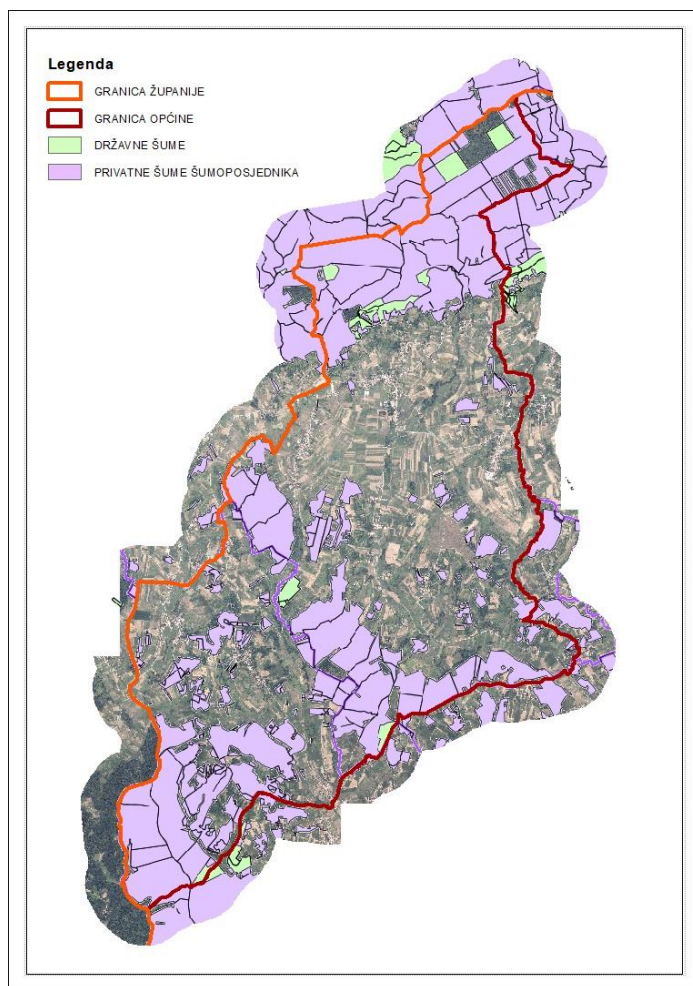 Legenda
GRANICA ŽUPANIJE
GRANICA OPĆINE
DRŽAVNE ŠUME
PRIVATNE ŠUME ŠUMOPOSJEDNIKA